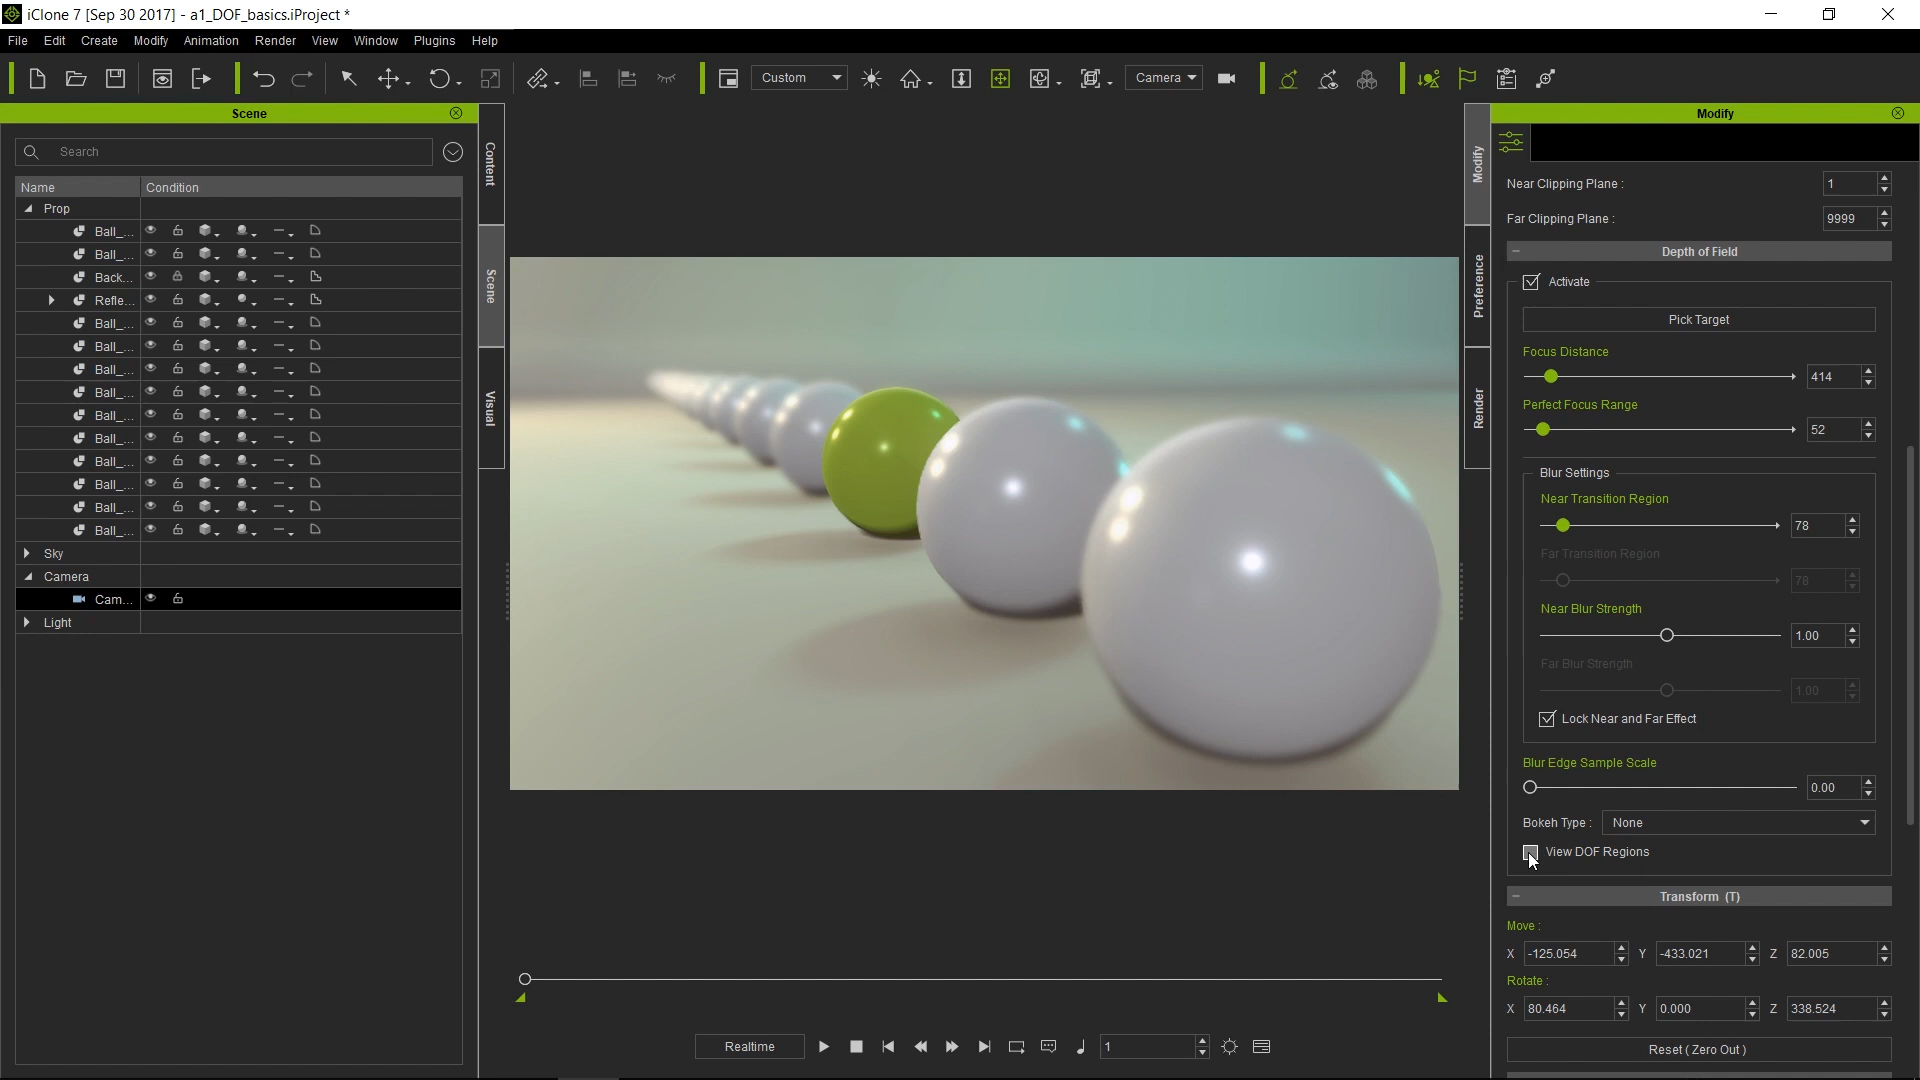 iClone 7 [Sep 30 2017] - a1_DOF_basics.iProject *
File Edit Create Modify Animation Render View Window Plugins Help
Custom Camera
Scene
Search
Name Condition
Prop
Ball_...
Ball_...
Back...
Refle...
Ball_...
Ball_...
Ball_...
Ball_...
Ball_...
Ball_...
Ball_...
Ball_...
Ball_...
Ball_...
Sky
Camera
Cam...
Light
Content
Scene
Visual
Realtime 1
Modify
Preference
Render
Modify
Near Clipping Plane : 1
Far Clipping Plane : 9999
Depth of Field
Activate
Pick Target
Focus Distance
414
Perfect Focus Range
52
Blur Settings
Near Transition Region
78
Far Transition Region
78
Near Blur Strength
1.00
Far Blur Strength
1.00
Lock Near and Far Effect
Blur Edge Sample Scale
0.00
Bokeh Type : None
View DOF Regions
Transform (T)
Move :
X -125.054 Y -433.021 Z 82.005
Rotate :
X 80.464 Y 0.000 Z 338.524
Reset ( Zero Out )